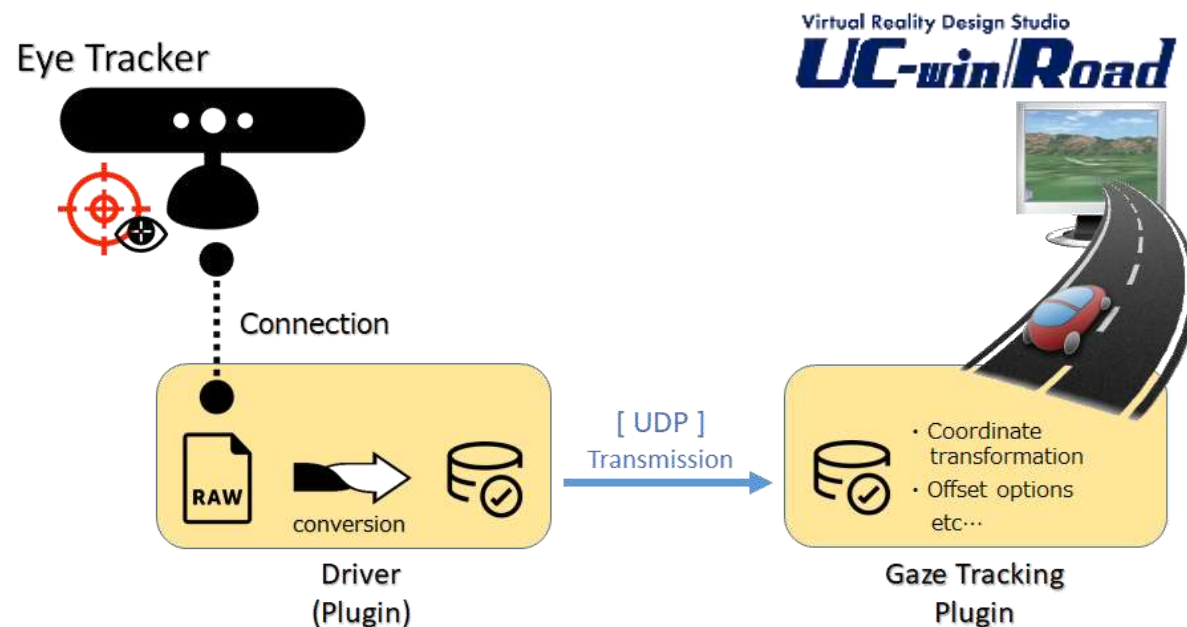 Virtual Reality Design Studio
UC-win/Road
Eye Tracker
Connection
RAW
conversion
Driver
(Plugin)
[ UDP ]
Transmission
・Coordinate
transformation
・Offset options
etc…
Gaze Tracking
Plugin